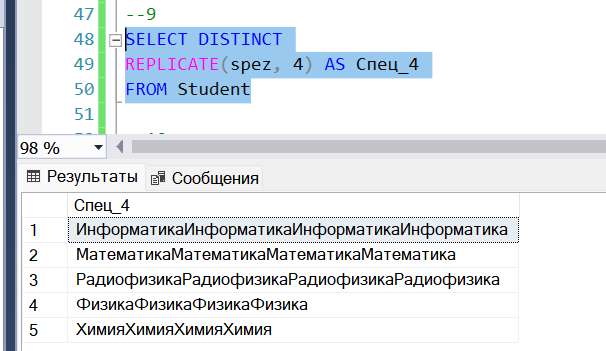 47 --9
48 SELECT DISTINCT
49 REPLICATE(spez, 4) AS Спец_4
50 FROM Student
51
98 %
Результаты Сообщения
Спец_4
1 ИнформатикаИнформатикаИнформатикаИнформатика
2 МатематикаМатематикаМатематикаМатематика
3 РадиофизикаРадиофизикаРадиофизикаРадиофизика
4 ФизикаФизикаФизикаФизика
5 ХимияХимияХимияХимия